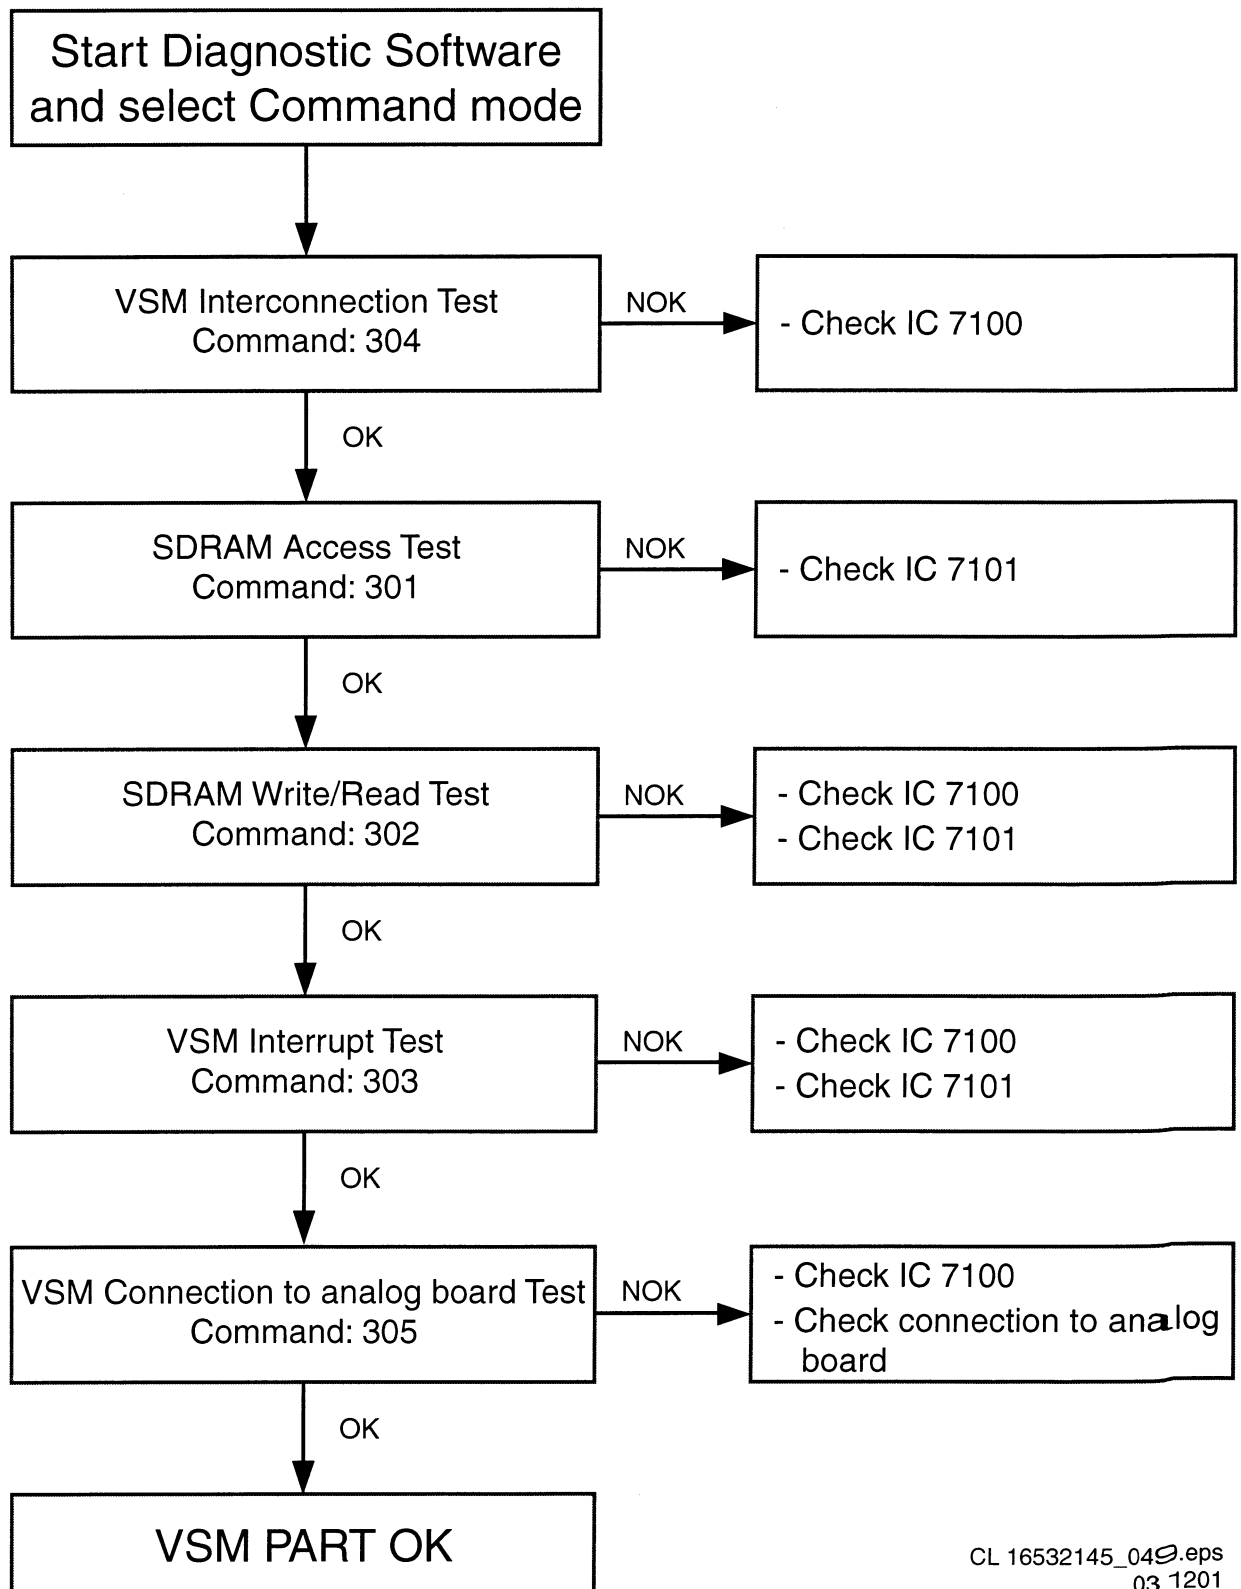 Start Diagnostic Software
and select Command mode
VSM Interconnection Test
Command: 304
NOK
- Check IC 7100
OK
SDRAM Access Test
Command: 301
NOK
- Check IC 7101
OK
SDRAM Write/Read Test
Command: 302
NOK
- Check IC 7100
- Check IC 7101
OK
VSM Interrupt Test
Command: 303
NOK
- Check IC 7100
- Check IC 7101
OK
VSM Connection to analog board Test
Command: 305
NOK
- Check IC 7100
- Check connection to analog
board
OK
VSM PART OK
03 1201